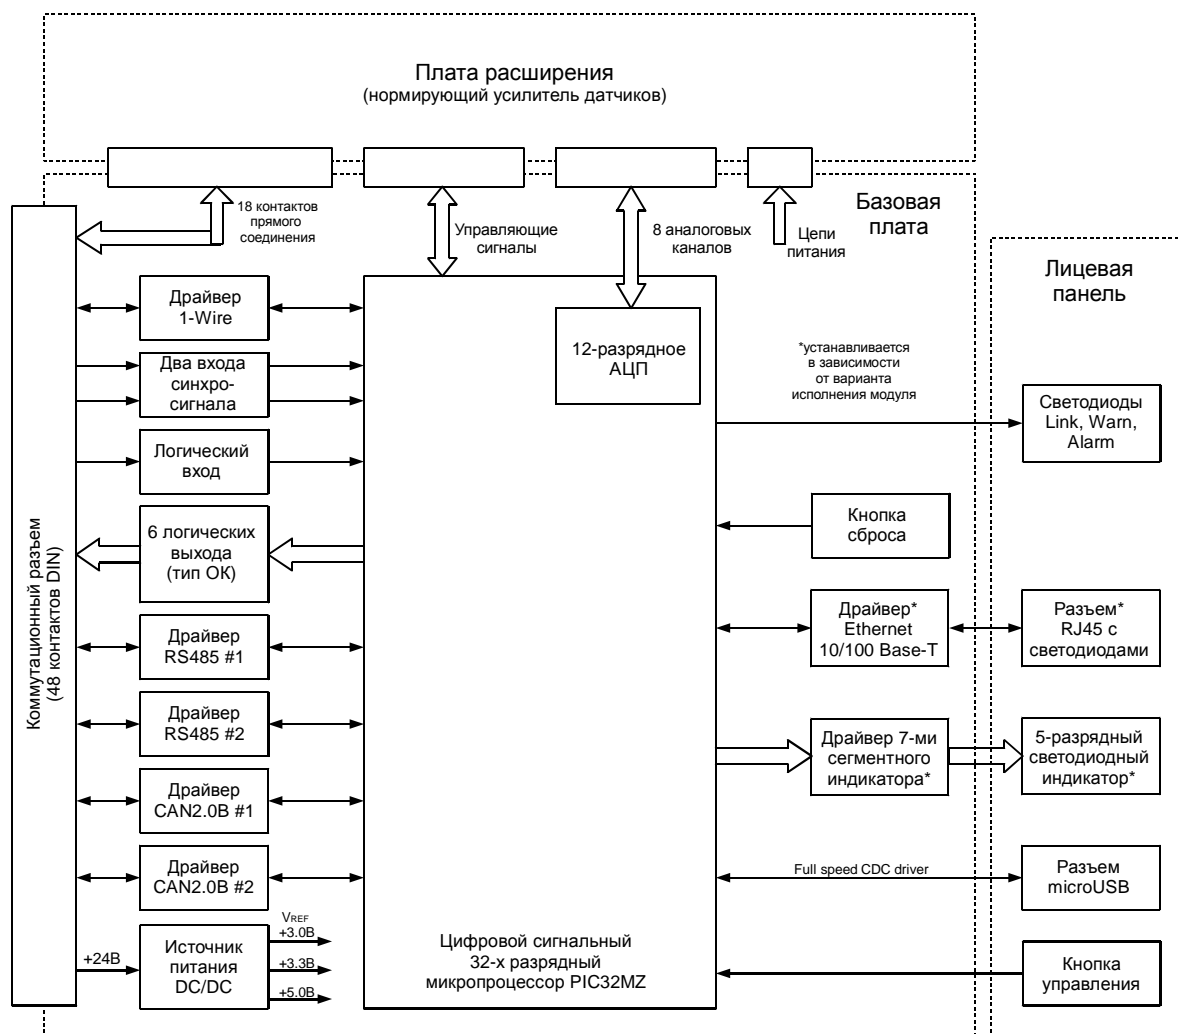 Плата расширения
(нормирующий усилитель датчиков)
18 контактов
прямого
соединения
Управляющие
сигналы
8 аналоговых
каналов
Цепи
питания
Базовая
плата
Лицевая
панель
Коммутационный разъем
(48 контактов DIN)
Драйвер
1-Wire
Два входа
синхро-
сигнала
Логический
вход
6 логических
выхода
(тип ОК)
Драйвер
RS485 #1
Драйвер
RS485 #2
Драйвер
CAN2.0B #1
Драйвер
CAN2.0B #2
+24В
Источник
питания
DC/DC
VREF
+3.0В
+3.3В
+5.0В
12-разрядное
АЦП
Цифровой сигнальный
32-х разрядный
микропроцессор PIC32MZ
*устанавливается
в зависимости
от варианта
исполнения модуля
Светодиоды
Link, Warn,
Alarm
Кнопка
сброса
Драйвер*
Ethernet
10/100 Base-T
Разъем*
RJ45 с
светодиодами
Драйвер 7-ми
сегментного
индикатора*
5-разрядный
светодиодный
индикатор*
Full speed CDC driver
Разъем
microUSB
Кнопка
управления